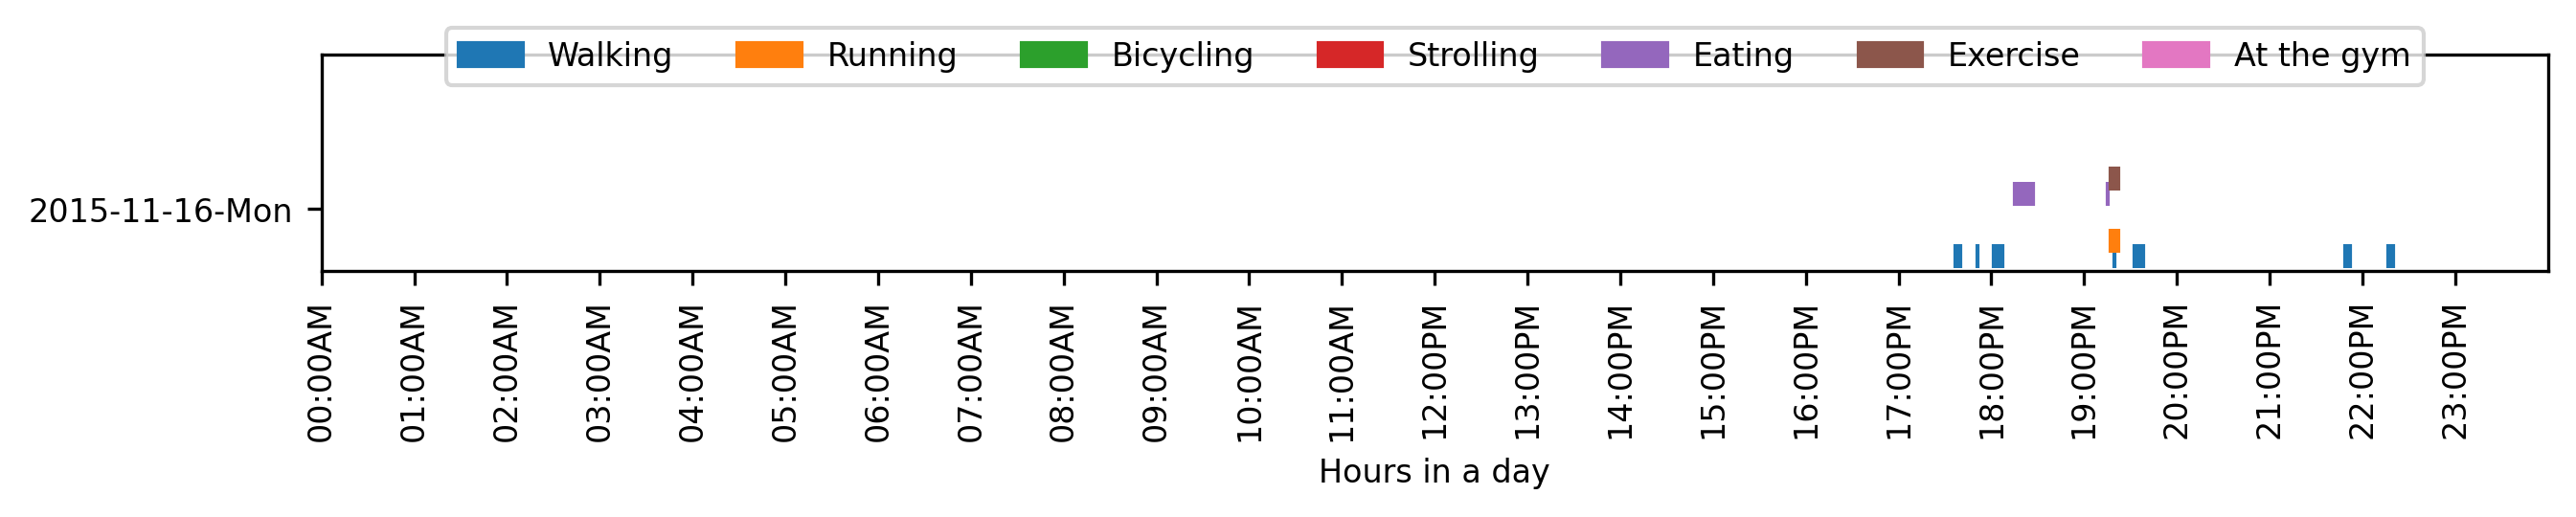 Walking Running Bicycling Strolling Eating Exercise At the gym
2015-11-16-Mon
00:00AM 01:00AM 02:00AM 03:00AM 04:00AM 05:00AM 06:00AM 07:00AM 08:00AM 09:00AM 10:00AM 11:00AM 12:00PM 13:00PM 14:00PM 15:00PM 16:00PM 17:00PM 18:00PM 19:00PM 20:00PM 21:00PM 22:00PM 23:00PM
Hours in a day